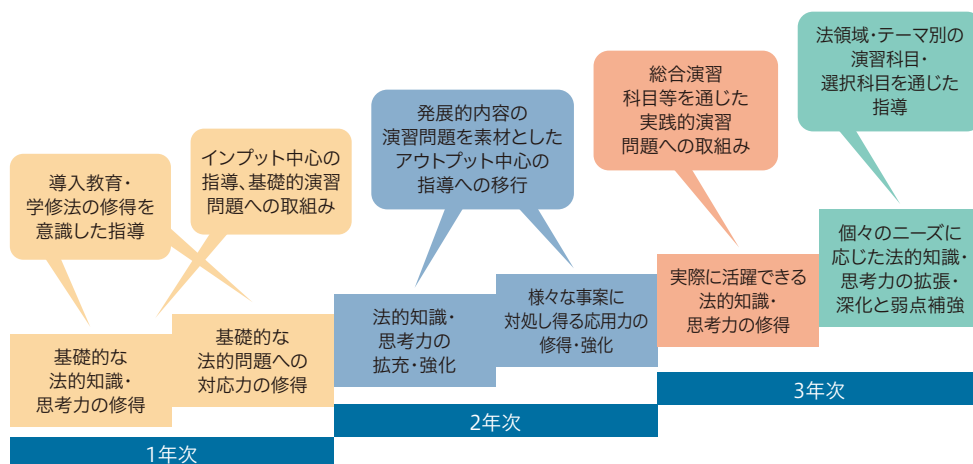 導入教育・
学修法の修得を
意識した指導
インプット中心の
指導、基礎的演習
問題への取組み
発展的内容の
演習問題を素材とした
アウトプット中心の
指導への移行
総合演習
科目等を通じた
実践的演習
問題への取組み
法領域・テーマ別の
演習科目・
選択科目を通じた
指導
基礎的な
法的知識・
思考力の修得
基礎的な
法的問題への
対応力の修得
法的知識・
思考力の
拡充・強化
様々な事案に
対処し得る応用力の
修得・強化
実際に活躍できる
法的知識・
思考力の修得
個々のニーズに
応じた法的知識・
思考力の拡張・
深化と弱点補強
1年次
2年次
3年次